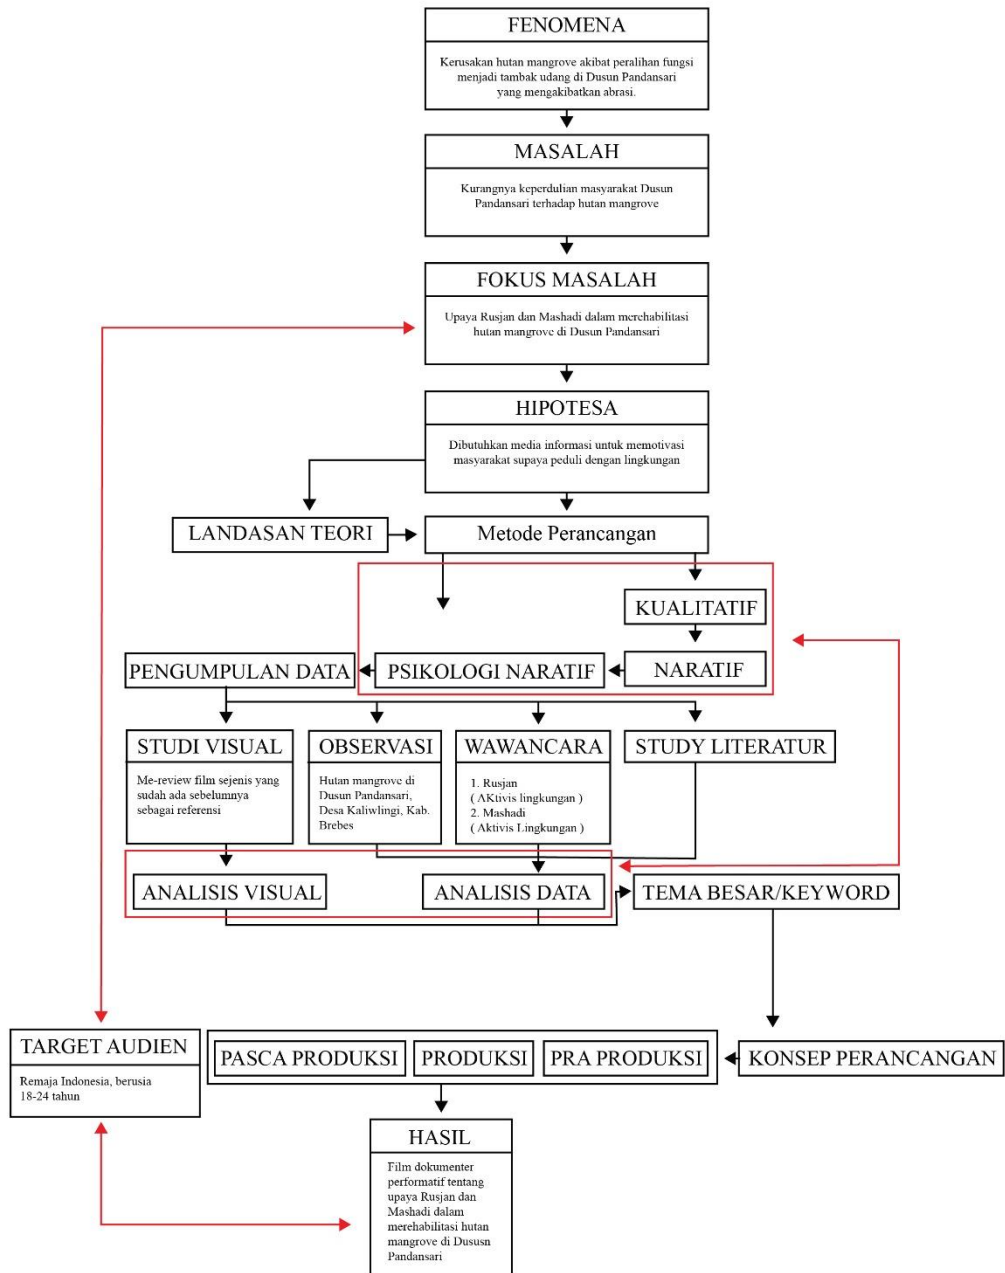 FENOMENA
Kerusakan hutan mangrove akibat peralihan fungsi
menjadi tambak udang di Dusun Pandansari
yang mengakibatkan abrasi.
MASALAH
Kurangnya keperdulian masyarakat Dusun
Pandansari terhadap hutan mangrove
FOKUS MASALAH
Upaya Rusjan dan Mashadi dalam merehabilitasi
hutan mangrove di Dusun Pandansari
HIPOTESA
Dibutuhkan media informasi untuk memotivasi
masyarakat supaya peduli dengan lingkungan
LANDASAN TEORI
Metode Perancangan
KUALITATIF
NARATIF
PSIKOLOGI NARATIF
PENGUMPULAN DATA
STUDI VISUAL
Me-review film sejenis yang
sudah ada sebelumnya
sebagai referensi
OBSERVASI
Hutan mangrove di
Dusun Pandansari,
Desa Kaliwlingi, Kab.
Brebes
WAWANCARA
1. Rusjan
( AKtivis lingkungan )
2. Mashadi
( Aktivis Lingkungan )
STUDY LITERATUR
ANALISIS VISUAL
ANALISIS DATA
TEMA BESAR/KEYWORD
KONSEP PERANCANGAN
PRA PRODUKSI
PRODUKSI
PASCA PRODUKSI
TARGET AUDIEN
Remaja Indonesia, berusia
18-24 tahun
HASIL
Film dokumenter
performatif tentang
upaya Rusjan dan
Mashadi dalam
merehabilitasi hutan
mangrove di Dususn
Pandansari